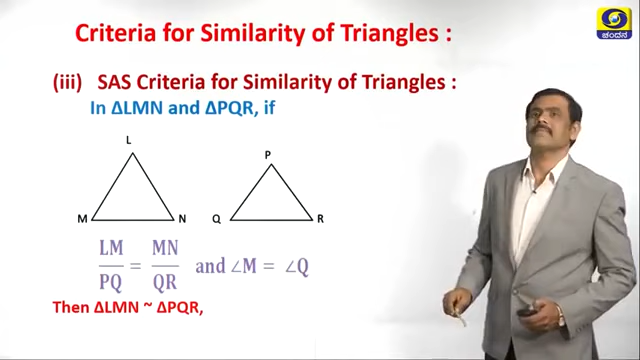 Criteria for Similarity of Triangles :
ಚಂದನ
(iii) SAS Criteria for Similarity of Triangles :
In ΔLMN and ΔPQR, if
L
P
M N Q R
LM/PQ = MN/QR and ∠M = ∠Q
Then ΔLMN ~ ΔPQR,